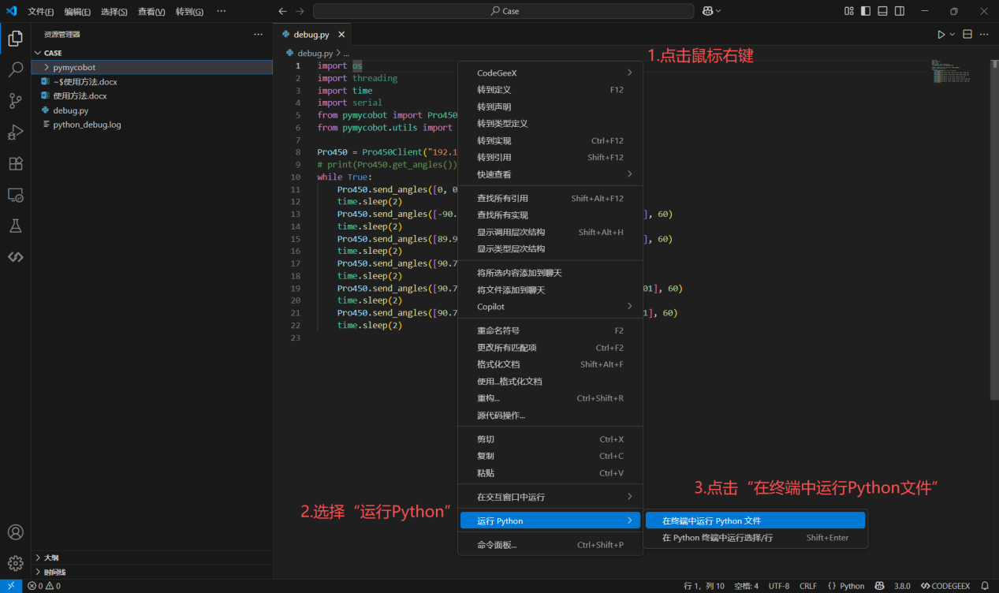 文件(F) 编辑(E) 选择(S) 查看(V) 转到(G) ··· Case
资源管理器 ···
CASE
pymycobot
~$使用方法.docx
使用方法.docx
debug.py
python_debug.log
大纲
时间线
debug.py
debug.py > ...
1 import os
2 import threading
3 import time
4 import serial
5 from pymycobot import Pro450
6 from pymycobot.utils import
7
8 Pro450 = Pro450Client("192.1
9 # print(Pro450.get_angles())
10 while True:
11 Pro450.send_angles([0, 0
12 time.sleep(2)
13 Pro450.send_angles([-90. ], 60)
14 time.sleep(2)
15 Pro450.send_angles([89.9 ], 60)
16 time.sleep(2)
17 Pro450.send_angles([90.7 ], 60)
18 time.sleep(2)
19 Pro450.send_angles([90.7 01], 60)
20 time.sleep(2)
21 Pro450.send_angles([90.7 1], 60)
22 time.sleep(2)
23
1.点击鼠标右键
CodeGeeX
转到定义 F12
转到声明
转到类型定义
转到实现 Ctrl+F12
转到引用 Shift+F12
快速查看
查找所有引用 Shift+Alt+F12
查找所有实现
显示调用层次结构 Shift+Alt+H
显示类型层次结构
将所选内容添加到聊天
将文件添加到聊天
Copilot
重命名符号 F2
更改所有匹配项 Ctrl+F2
格式化文档 Shift+Alt+F
使用...格式化文档
重构... Ctrl+Shift+R
源代码操作...
剪切 Ctrl+X
复制 Ctrl+C
粘贴 Ctrl+V
在交互窗口中运行
运行 Python
命令面板... Ctrl+Shift+P
2.选择“运行Python”
3.点击“在终端中运行Python文件”
在终端中运行 Python 文件
在 Python 终端中运行选择/行 Shift+Enter
0 0 行 1，列 10 空格: 4 UTF-8 CRLF {} Python 3.8.0 CODEGEEX